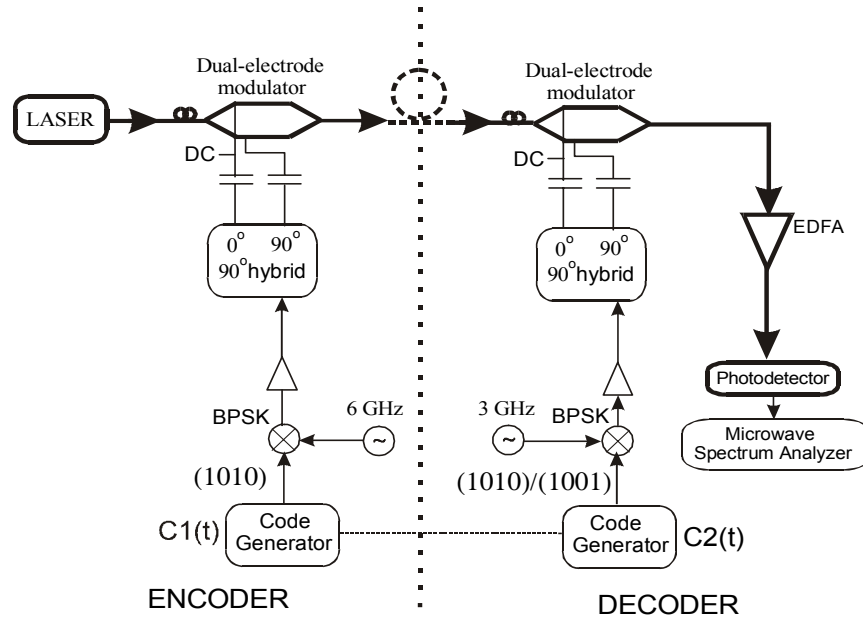 Dual-electrode
modulator
LASER
DC
0° 90°
90° hybrid
BPSK
6 GHz
~
(1010)
C1(t)
Code
Generator
ENCODER
Dual-electrode
modulator
DC
0° 90°
90° hybrid
EDFA
Photodetector
Microwave
Spectrum Analyzer
3 GHz
BPSK
~
(1010)/(1001)
Code
Generator
C2(t)
DECODER